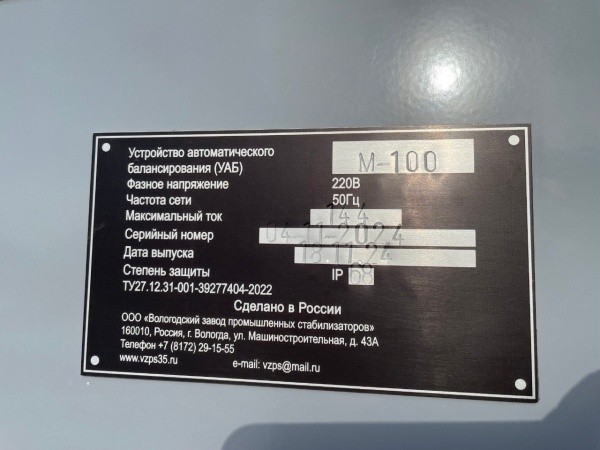 Устройство автоматического
балансирования (УАБ) М-100
Фазное напряжение 220В
Частота сети 50Гц
Максимальный ток 144
Серийный номер 04-11-2024
Дата выпуска 18.11.24
Степень защиты IP 68
ТУ27.12.31-001-39277404-2022
Сделано в России
ООО «Вологодский завод промышленных стабилизаторов»
160010, Россия, г. Вологда, ул. Машиностроительная, д. 43А
Телефон +7 (8172) 29-15-55
www.vzps35.ru e-mail: vzps@mail.ru